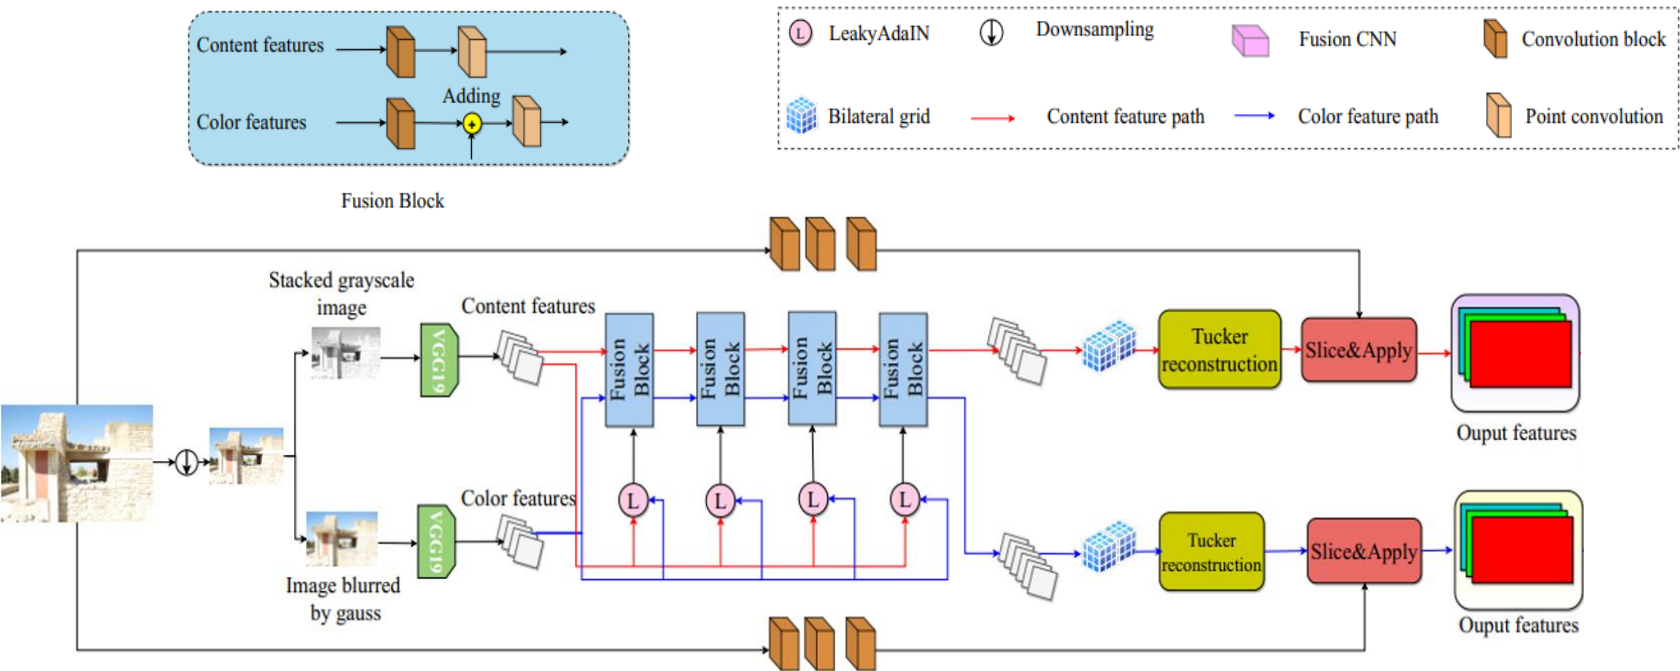 Content features
Adding
Color features
Fusion Block
L
LeakyAdaIN
Downsampling
Fusion CNN
Convolution block
Bilateral grid
Content feature path
Color feature path
Point convolution
Stacked grayscale
image
VGG19
Content features
Fusion
Block
Fusion
Block
Fusion
Block
Fusion
Block
Tucker
reconstruction
Slice&Apply
Ouput features
Image blurred
by gauss
VGG19
Color features
L
L
L
L
Tucker
reconstruction
Slice&Apply
Ouput features